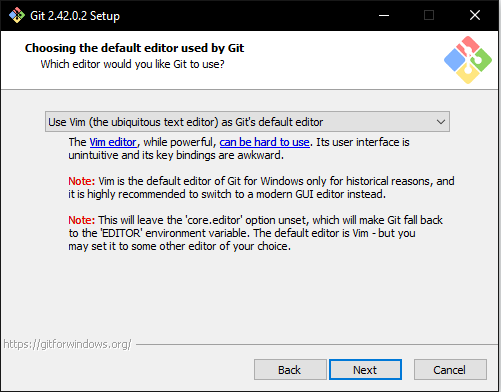 Git 2.42.0.2 Setup
Choosing the default editor used by Git
Which editor would you like Git to use?
Use Vim (the ubiquitous text editor) as Git's default editor
The Vim editor, while powerful, can be hard to use. Its user interface is
unintuitive and its key bindings are awkward.
Note: Vim is the default editor of Git for Windows only for historical reasons, and
it is highly recommended to switch to a modern GUI editor instead.
Note: This will leave the 'core.editor' option unset, which will make Git fall back
to the 'EDITOR' environment variable. The default editor is Vim - but you
may set it to some other editor of your choice.
https://gitforwindows.org/
Back
Next
Cancel